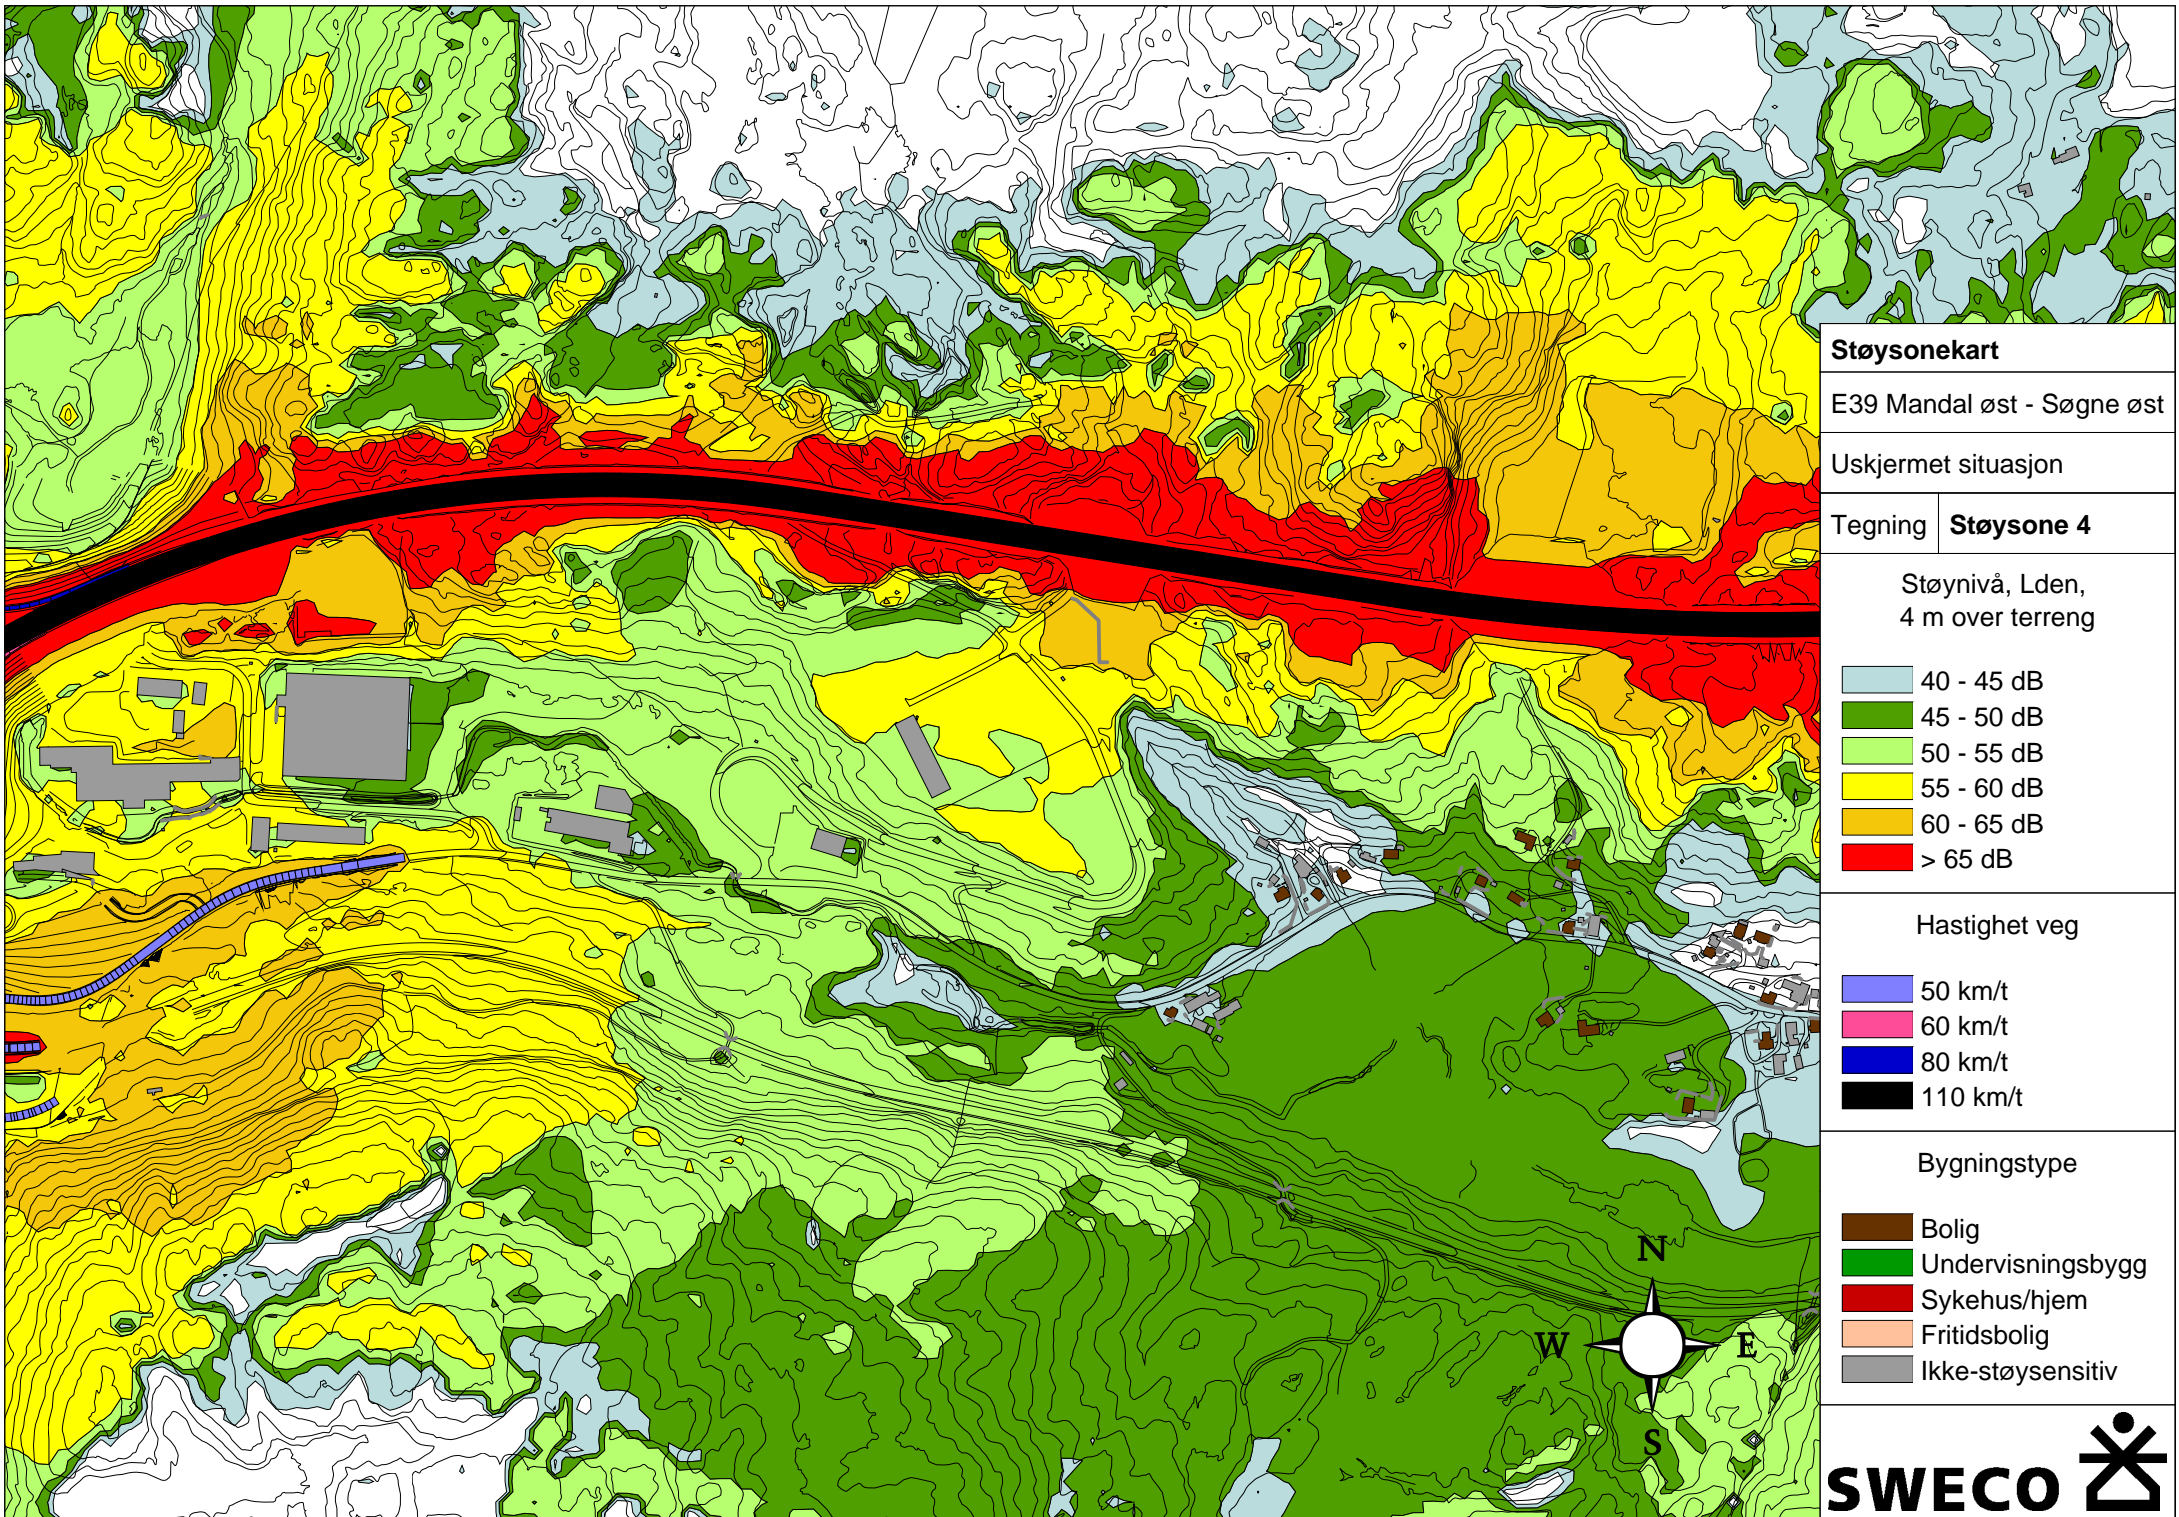 Støysonekart
E39 Mandal øst - Søgne øst
Uskjermet situasjon
Tegning Støysone 4
Støynivå, Lden,
4 m over terreng
40 - 45 dB
45 - 50 dB
50 - 55 dB
55 - 60 dB
60 - 65 dB
> 65 dB
Hastighet veg
50 km/t
60 km/t
80 km/t
110 km/t
Bygningstype
Bolig
Undervisningsbygg
Sykehus/hjem
Fritidsbolig
Ikke-støysensitiv
N
W E
S
SWECO